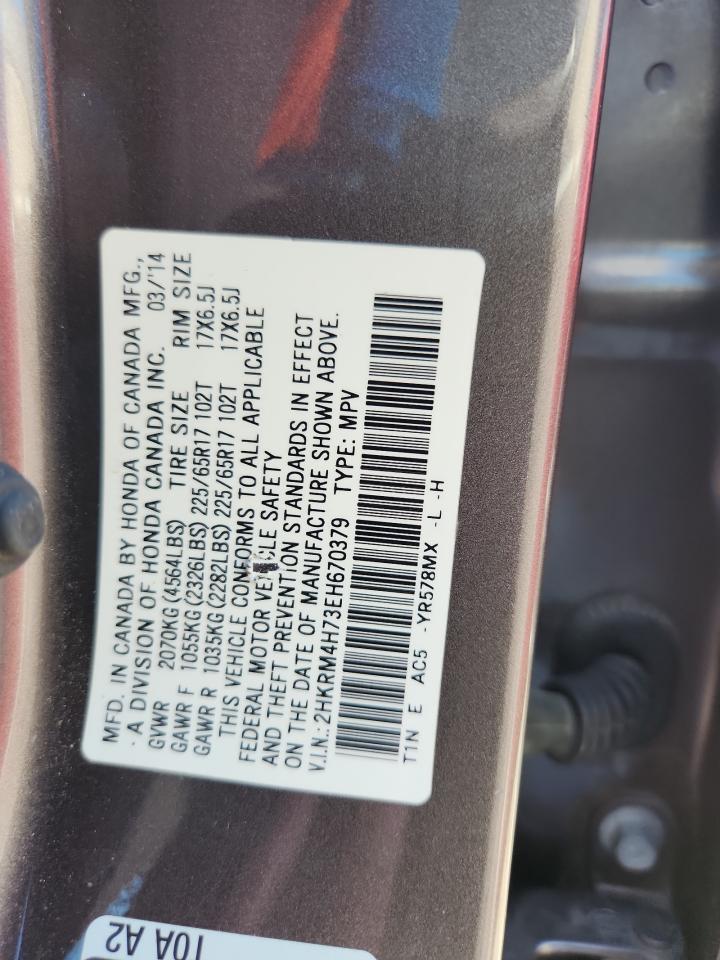 MFD. IN CANADA BY HONDA OF CANADA MFG.,
- A DIVISION OF HONDA CANADA INC. 03/'14
GVWR 2070KG (4564LBS) TIRE SIZE RIM SIZE
GAWR F 1055KG (2326LBS) 225/65R17 102T 17X6.5J
GAWR R 1035KG (2282LBS) 225/65R17 102T 17X6.5J
THIS VEHICLE CONFORMS TO ALL APPLICABLE
FEDERAL MOTOR VEHICLE SAFETY
AND THEFT PREVENTION STANDARDS IN EFFECT
ON THE DATE OF MANUFACTURE SHOWN ABOVE.
V.I.N.: 2HKRM4H73EH670379 TYPE: MPV
T1N E AC5 -YR578MX -L -H
10A A2